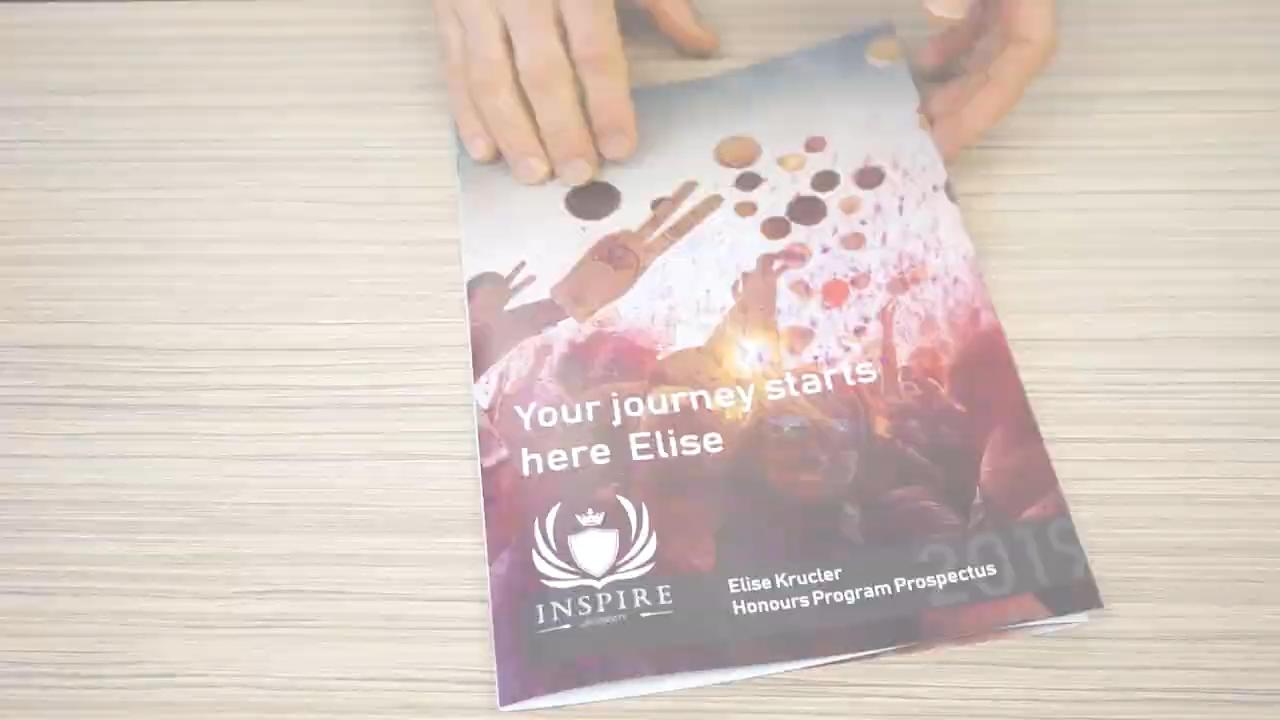 Your journey starts
here Elise
INSPIRE
2019
Elise Krucler
Honours Program Prospectus